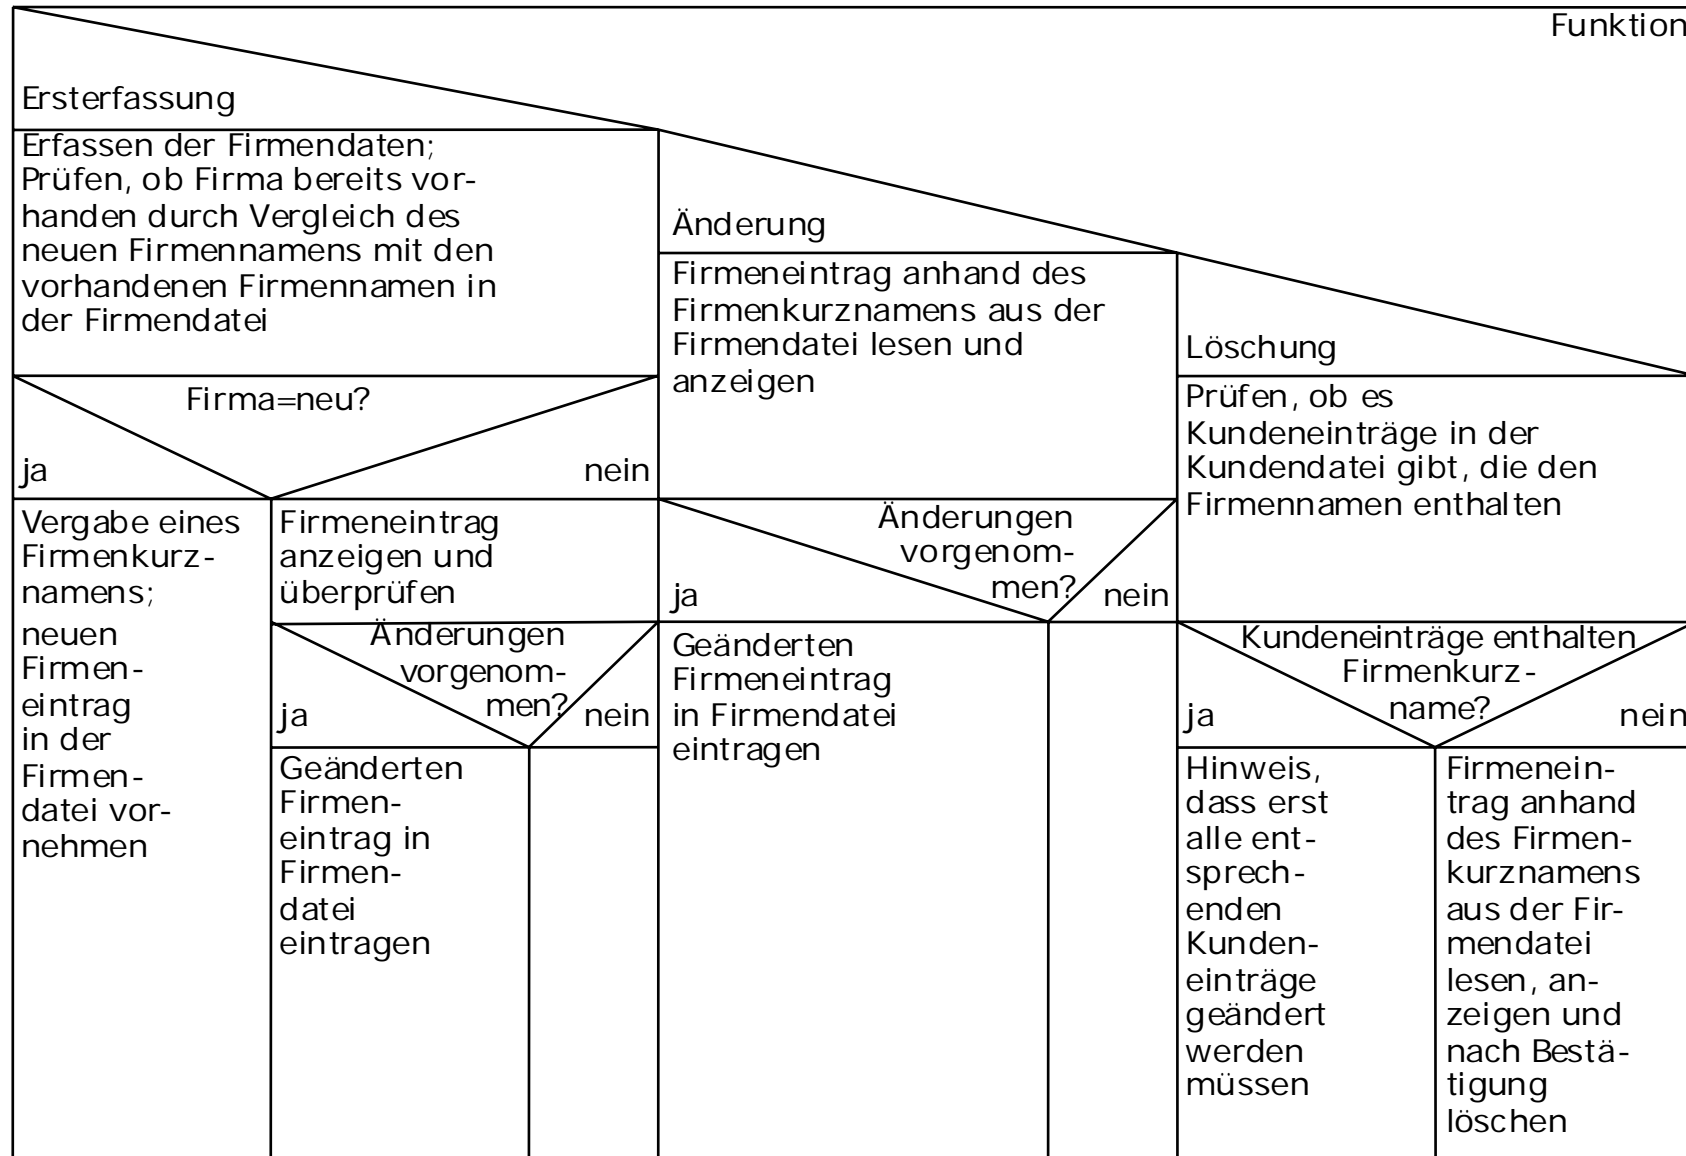 Funktion
Ersterfassung
Erfassen der Firmendaten;
Prüfen, ob Firma bereits vor-
handen durch Vergleich des
neuen Firmennamens mit den
vorhandenen Firmennamen in
der Firmendatei
Firma=neu?
ja
nein
Vergabe eines
Firmenkurz-
namens;
neuen
Firmen-
eintrag
in der
Firmen-
datei vor-
nehmen
Firmeneintrag
anzeigen und
überprüfen
Änderungen
vorgenom-
men?
ja
nein
Geänderten
Firmen-
eintrag in
Firmen-
datei
eintragen
Änderung
Firmeneintrag anhand des
Firmenkurznamens aus der
Firmendatei lesen und
anzeigen
Änderungen
vorgenom-
men?
ja
nein
Geänderten
Firmeneintrag
in Firmendatei
eintragen
Löschung
Prüfen, ob es
Kundeneinträge in der
Kundendatei gibt, die den
Firmennamen enthalten
Kundeneinträge enthalten
Firmenkurz-
name?
ja
nein
Hinweis,
dass erst
alle ent-
sprech-
enden
Kunden-
einträge
geändert
werden
müssen
Firmenein-
trag anhand
des Firmen-
kurznamens
aus der Fir-
mendatei
lesen, an-
zeigen und
nach Bestä-
tigung
löschen